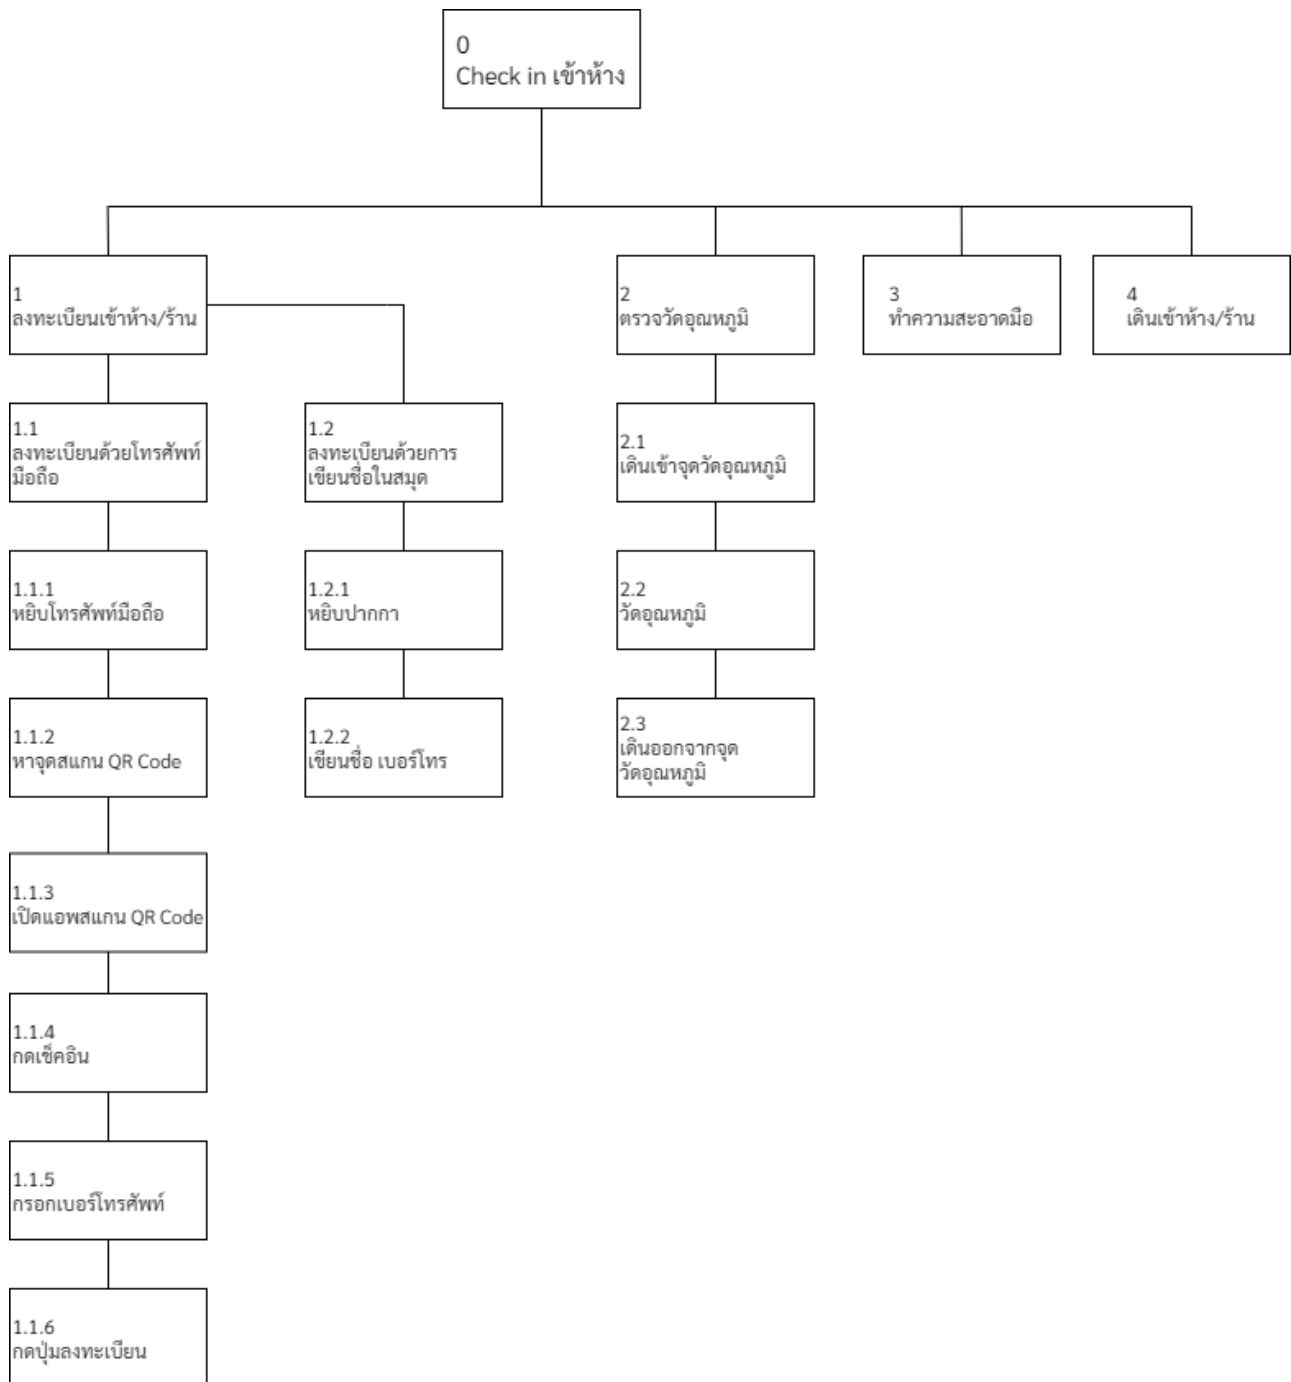 0
Check in เข้าห้าง
1
ลงทะเบียนเข้าห้าง/ร้าน
2
ตรวจวัดอุณหภูมิ
3
ทำความสะอาดมือ
4
เดินเข้าห้าง/ร้าน
1.1
ลงทะเบียนด้วยโทรศัพท์
มือถือ
1.2
ลงทะเบียนด้วยการ
เขียนชื่อในสมุด
2.1
เดินเข้าจุดวัดอุณหภูมิ
1.1.1
หยิบโทรศัพท์มือถือ
1.2.1
หยิบปากกา
2.2
วัดอุณหภูมิ
1.1.2
หาจุดสแกน QR Code
1.2.2
เขียนชื่อ เบอร์โทร
2.3
เดินออกจากจุด
วัดอุณหภูมิ
1.1.3
เปิดแอพสแกน QR Code
1.1.4
กดเช็คอิน
1.1.5
กรอกเบอร์โทรศัพท์
1.1.6
กดปุ่มลงทะเบียน